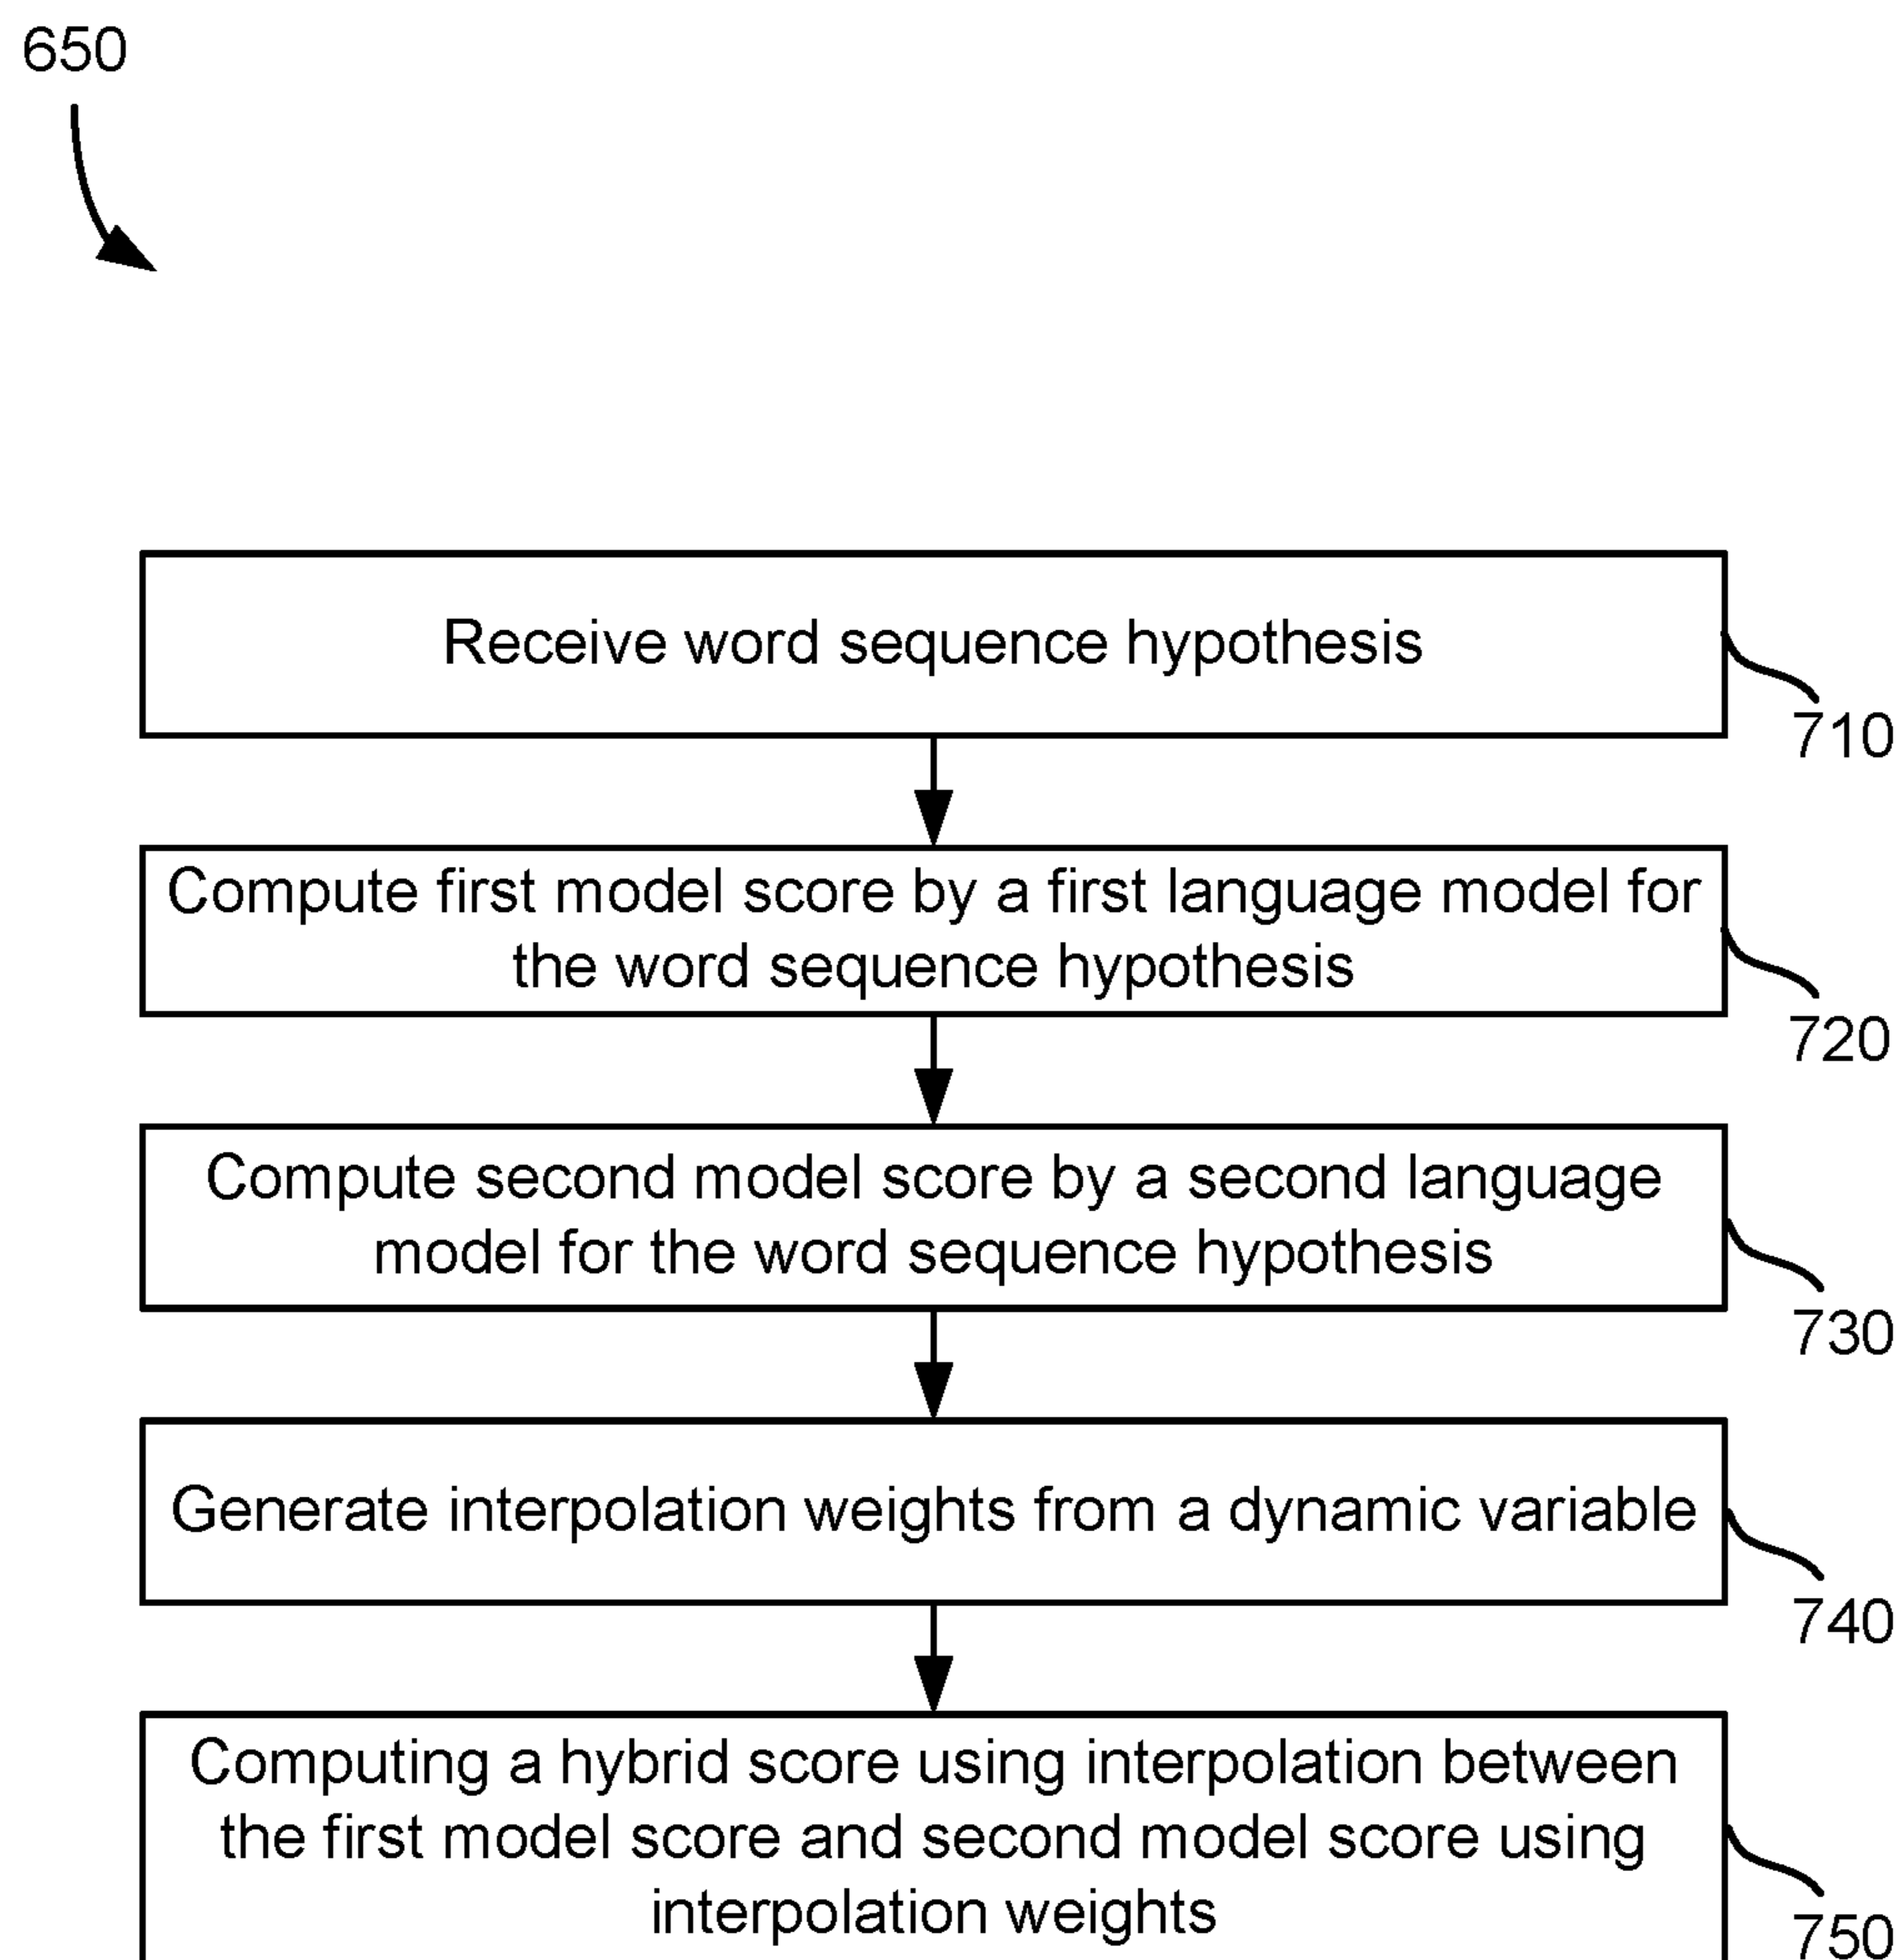 650
Receive word sequence hypothesis
710
Compute first model score by a first language model for
the word sequence hypothesis
720
Compute second model score by a second language
model for the word sequence hypothesis
730
Generate interpolation weights from a dynamic variable
740
Computing a hybrid score using interpolation between
the first model score and second model score using
interpolation weights
750